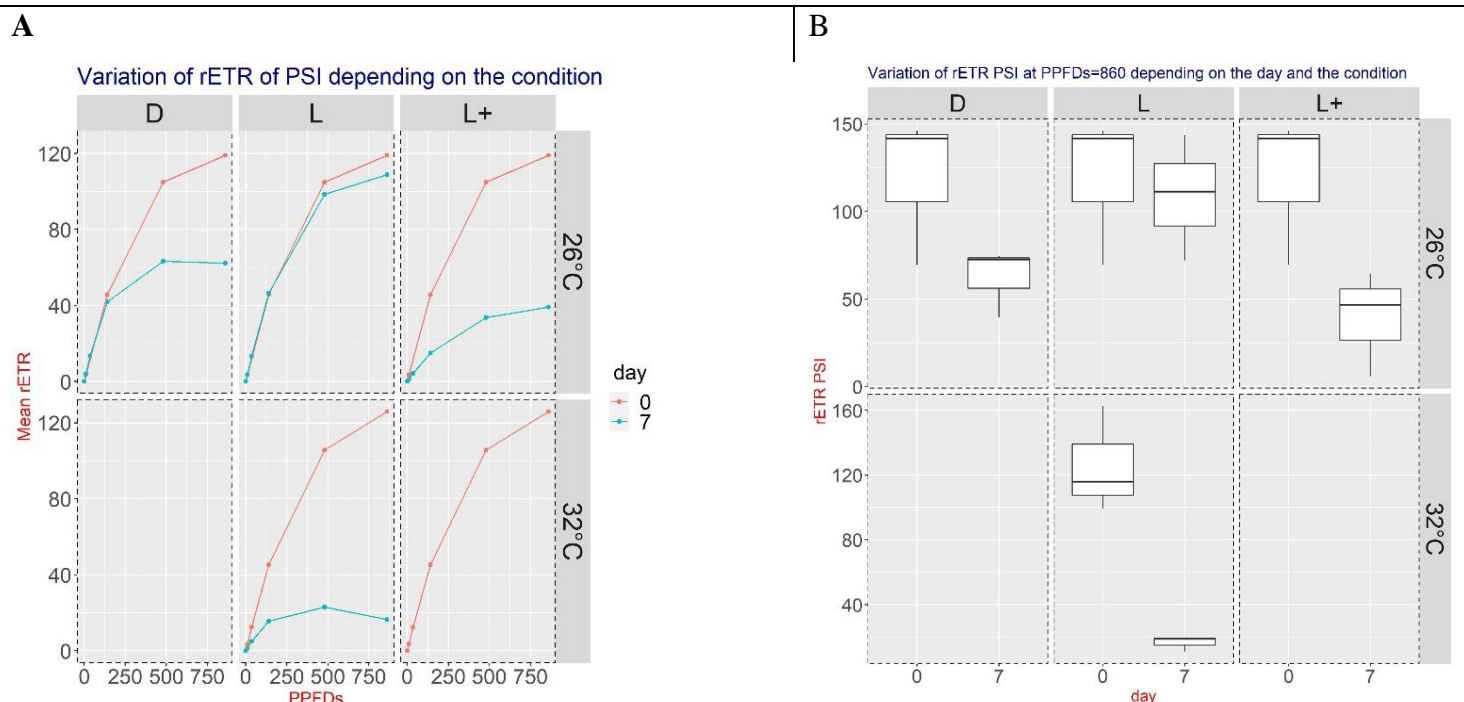 A
B
Variation of rETR of PSI depending on the condition
D L L+
120
80
40
0
26°C
120
80
40
0
32°C
Mean rETR
0 250 500 750 0 250 500 750 0 250 500 750
PPFDs
day
0
7
Variation of rETR PSI at PPFDs=860 depending on the day and the condition
D L L+
150
100
50
0
26°C
160
120
80
40
32°C
rETR PSI
0 7 0 7 0 7
day